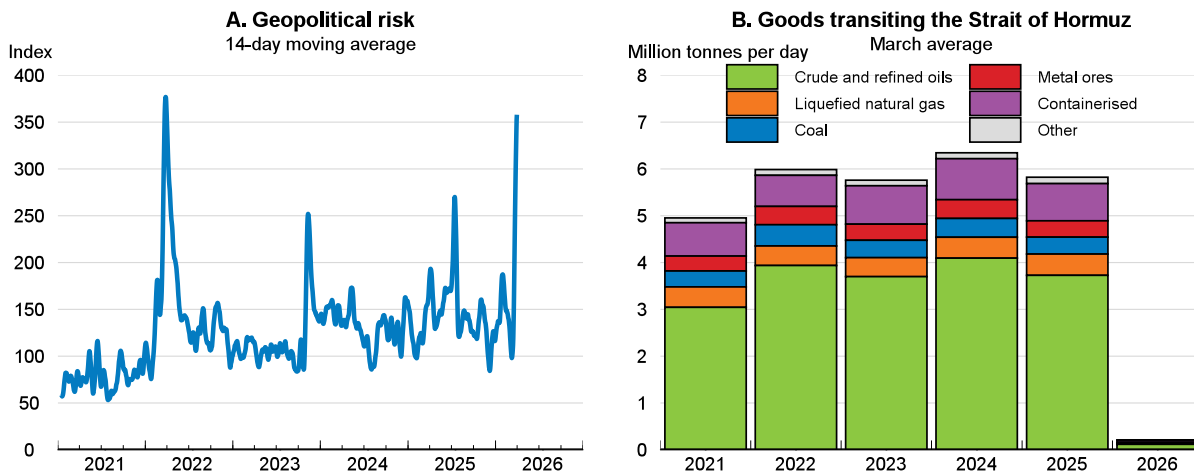 A. Geopolitical risk
14-day moving average
Index
400
350
300
250
200
150
100
50
0
2021 2022 2023 2024 2025 2026
B. Goods transiting the Strait of Hormuz
March average
Million tonnes per day
8
7
6
5
4
3
2
1
0
Crude and refined oils
Liquefied natural gas
Coal
Metal ores
Containerised
Other
2021 2022 2023 2024 2025 2026